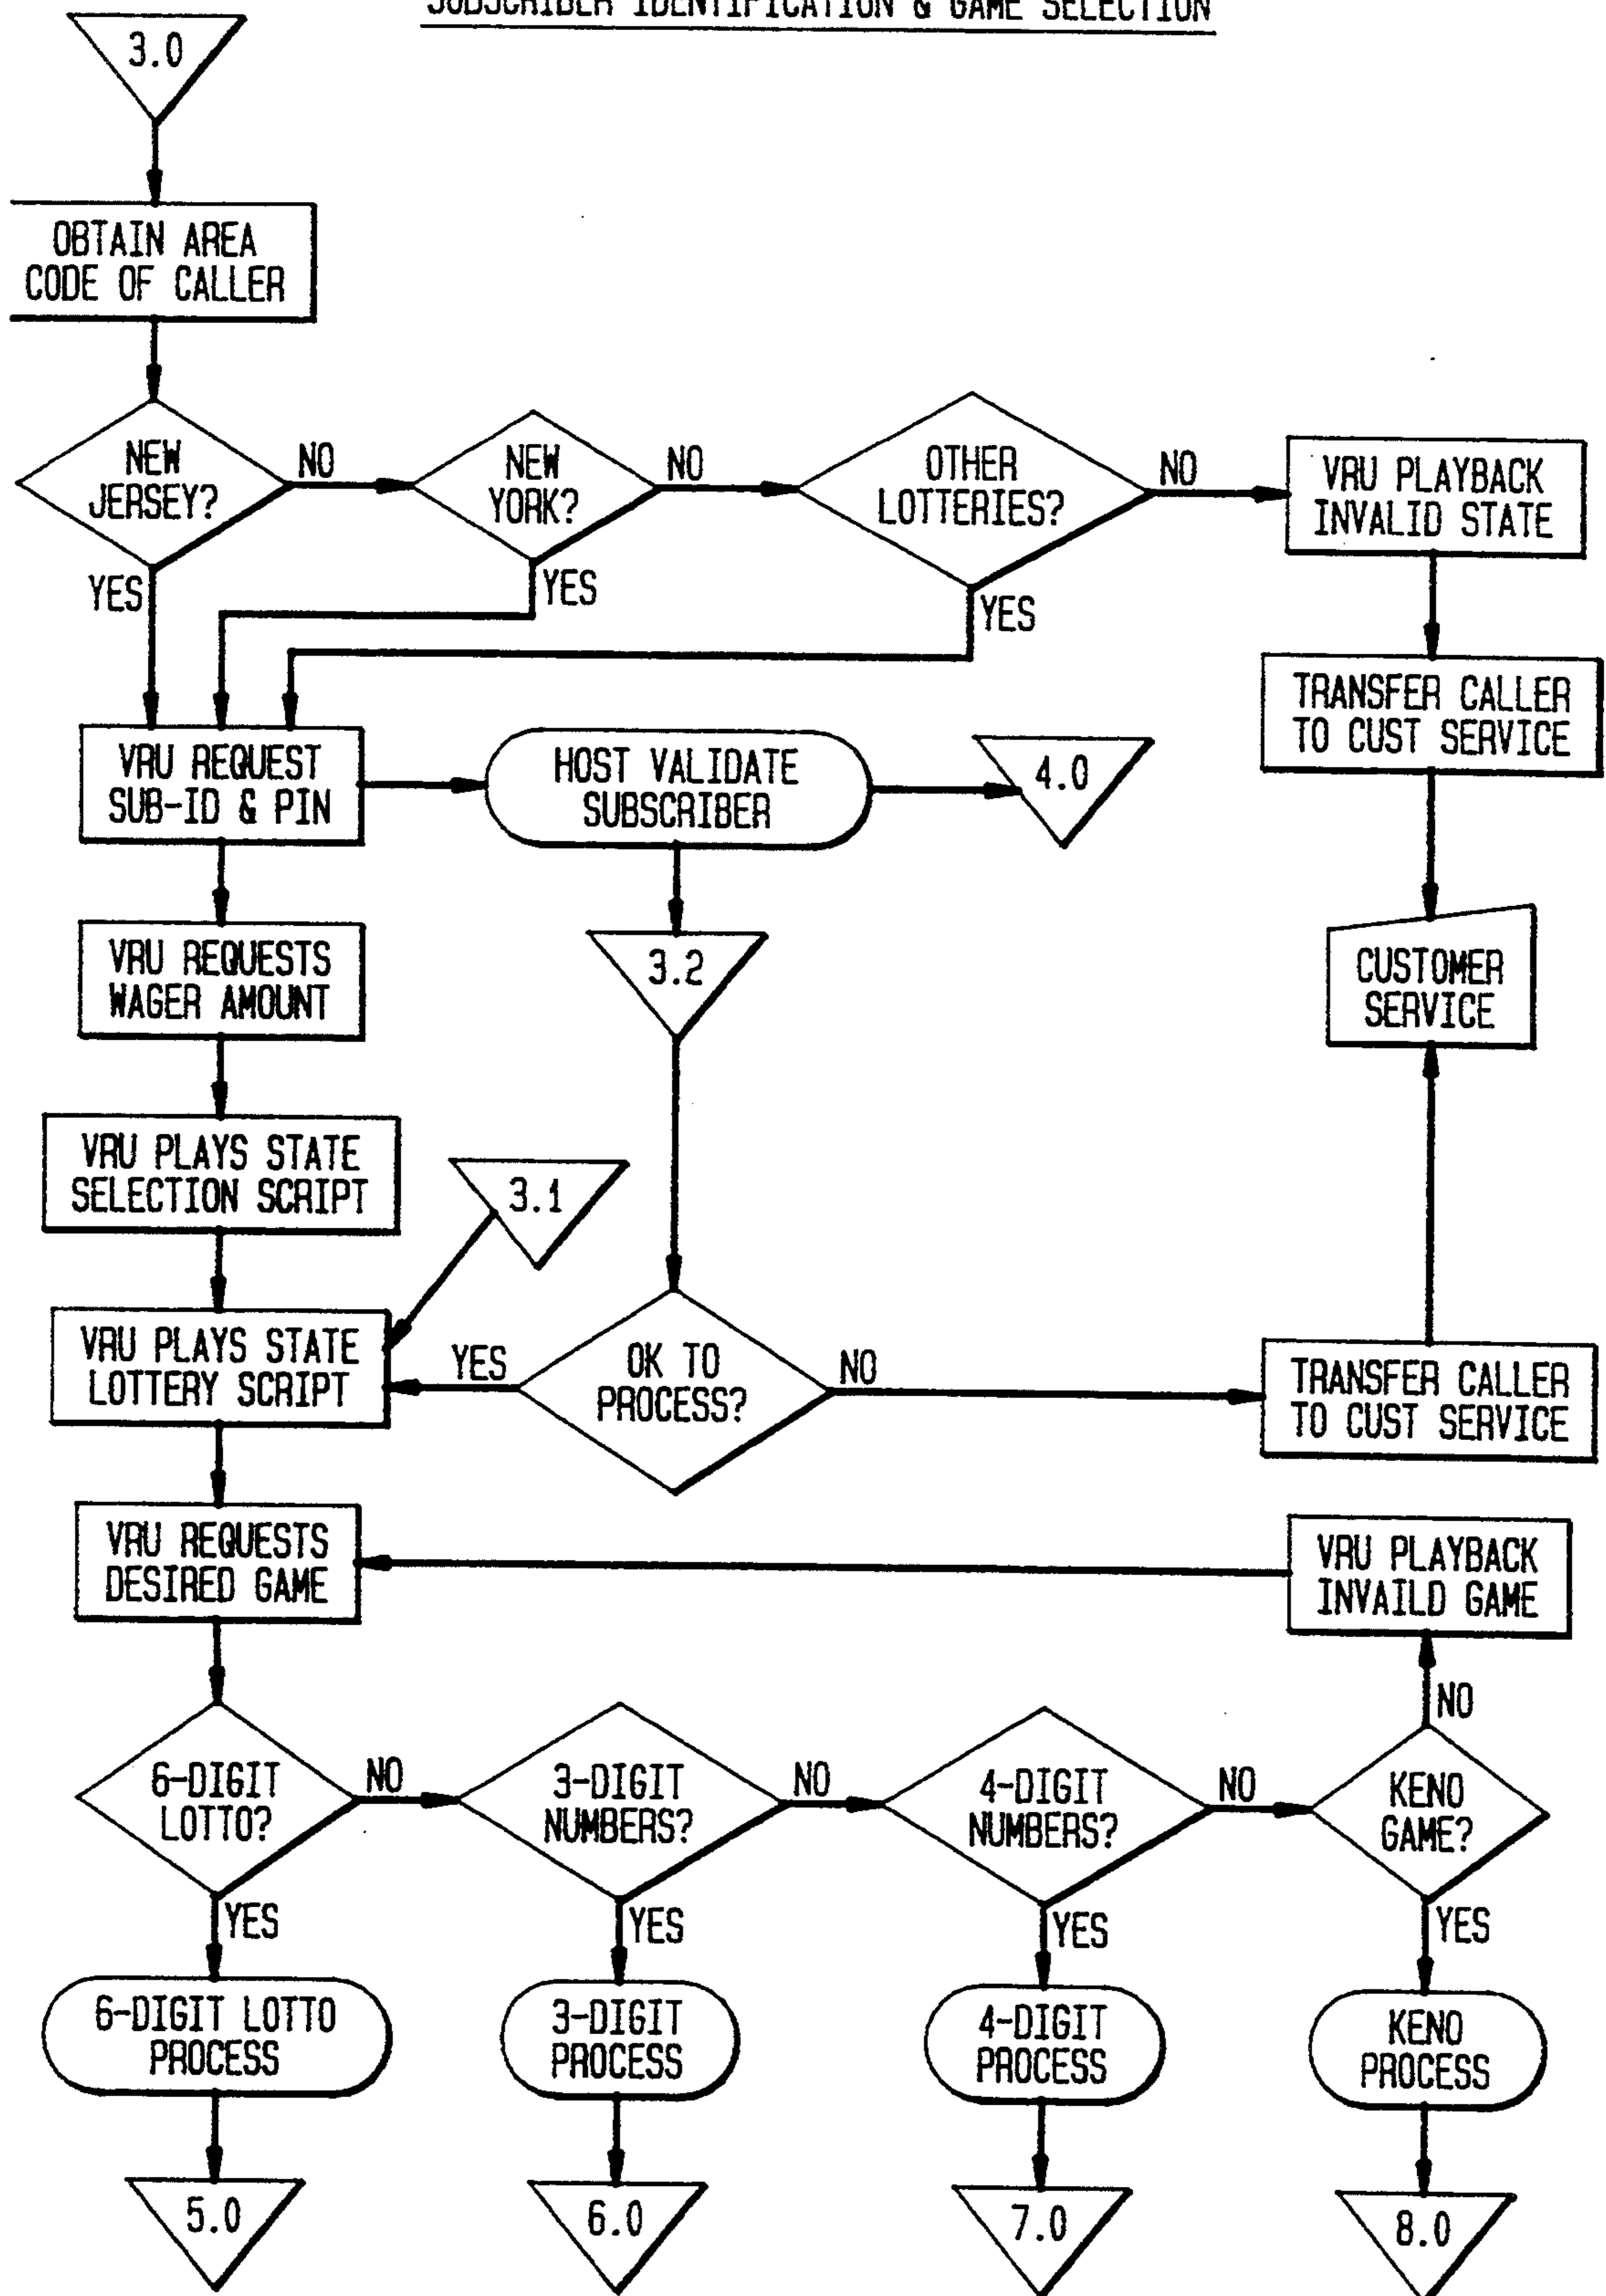 SUBSCRIBER IDENTIFICATION & GAME SELECTION
3.0
OBTAIN AREA
CODE OF CALLER
NEW
JERSEY?
NO
YES
NEW
YORK?
NO
YES
OTHER
LOTTERIES?
NO
YES
VRU PLAYBACK
INVALID STATE
TRANSFER CALLER
TO CUST SERVICE
VRU REQUEST
SUB-ID & PIN
HOST VALIDATE
SUBSCRIBER
4.0
VRU REQUESTS
WAGER AMOUNT
3.2
CUSTOMER
SERVICE
VRU PLAYS STATE
SELECTION SCRIPT
3.1
VRU PLAYS STATE
LOTTERY SCRIPT
YES
OK TO
PROCESS?
NO
TRANSFER CALLER
TO CUST SERVICE
VRU REQUESTS
DESIRED GAME
VRU PLAYBACK
INVAILD GAME
NO
6-DIGIT
LOTTO?
NO
YES
3-DIGIT
NUMBERS?
NO
YES
4-DIGIT
NUMBERS?
NO
YES
KENO
GAME?
YES
6-DIGIT LOTTO
PROCESS
3-DIGIT
PROCESS
4-DIGIT
PROCESS
KENO
PROCESS
5.0
6.0
7.0
8.0